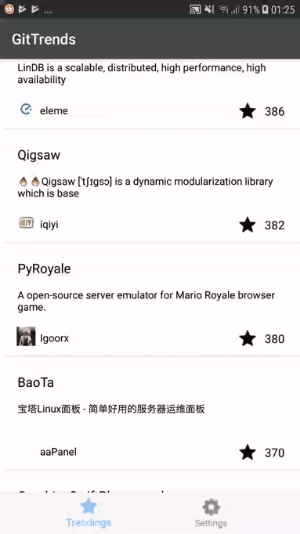 ... 91% 01:25
GitTrends
LinDB is a scalable, distributed, high performance, high
availability
eleme 386
Qigsaw
🔥🔥Qigsaw ['tʃɪgsɔ] is a dynamic modularization library
which is base
iqiyi 382
PyRoyale
A open-source server emulator for Mario Royale browser
game.
Igoorx 380
BaoTa
宝塔Linux面板 - 简单好用的服务器运维面板
aaPanel 370
Trendings Settings